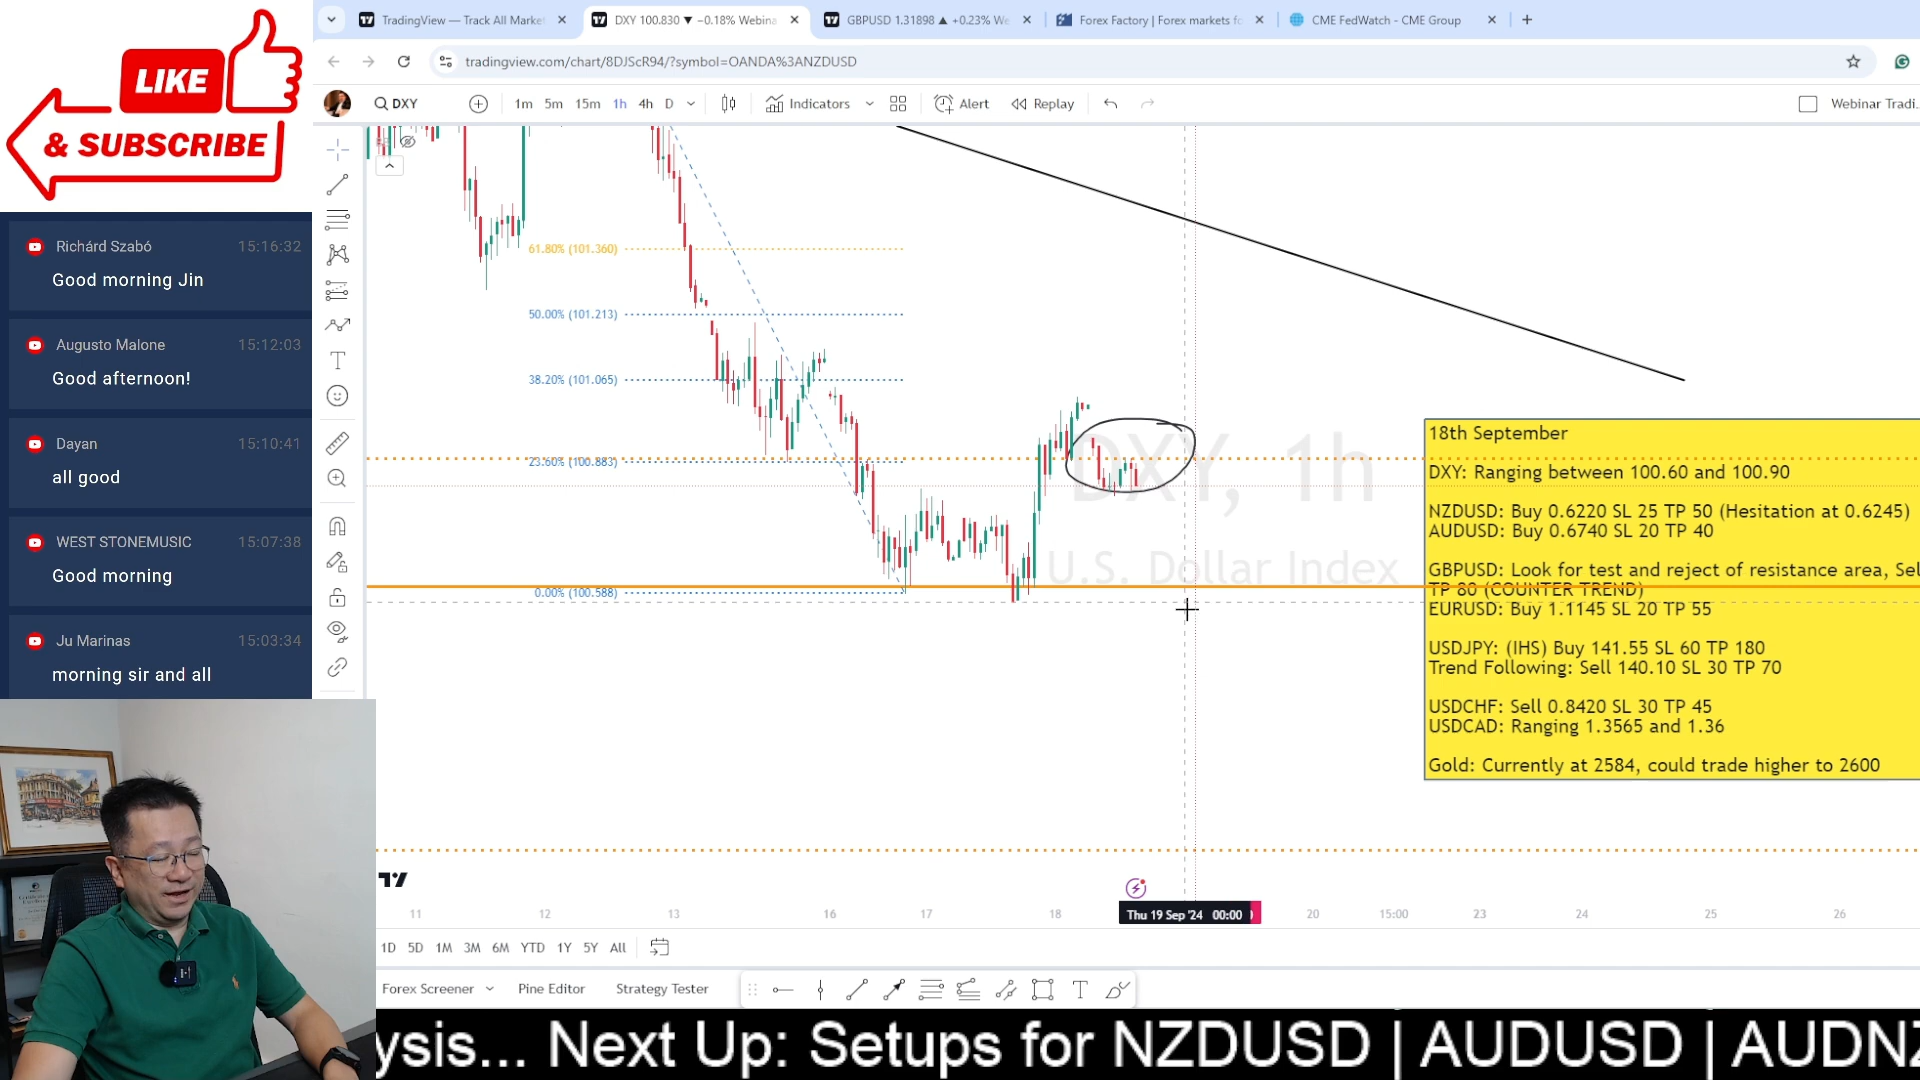 LIKE
& SUBSCRIBE
Richárd Szabó 15:16:32
Good morning Jin
Augusto Malone 15:12:03
Good afternoon!
Dayan 15:10:41
all good
WEST STONEMUSIC 15:07:38
Good morning
Ju Marinas 15:03:34
morning sir and all
TradingView — Track All Marke
DXY 100.830 ▼ −0.18% Webina
GBPUSD 1.31898 ▲ +0.23% We
Forex Factory | Forex markets fo
CME FedWatch - CME Group
tradingview.com/chart/8DJScR94/?symbol=OANDA%3ANZDUSD
DXY 1m 5m 15m 1h 4h D Indicators Alert Replay Webinar Tradi...
61.80% (101.360)
50.00% (101.213)
38.20% (101.065)
23.60% (100.883)
0.00% (100.588)
DXY, 1h
U.S. Dollar Index
18th September
DXY: Ranging between 100.60 and 100.90
NZDUSD: Buy 0.6220 SL 25 TP 50 (Hesitation at 0.6245)
AUDUSD: Buy 0.6740 SL 20 TP 40
GBPUSD: Look for test and reject of resistance area, Sel
TP 80 (COUNTER TREND)
EURUSD: Buy 1.1145 SL 20 TP 55
USDJPY: (IHS) Buy 141.55 SL 60 TP 180
Trend Following: Sell 140.10 SL 30 TP 70
USDCHF: Sell 0.8420 SL 30 TP 45
USDCAD: Ranging 1.3565 and 1.36
Gold: Currently at 2584, could trade higher to 2600
11 12 13 16 17 18 Thu 19 Sep '24 00:00 20 15:00 23 24 25 26
1D 5D 1M 3M 6M YTD 1Y 5Y All
Forex Screener Pine Editor Strategy Tester
ysis... Next Up: Setups for NZDUSD | AUDUSD | AUDNZ